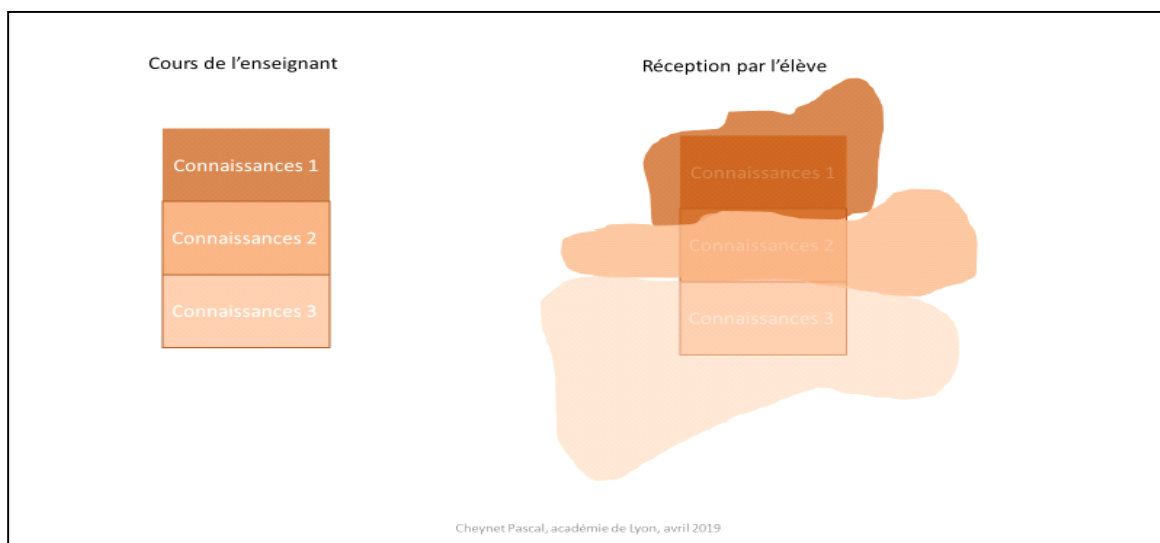 Cours de l'enseignant
Réception par l'élève
Connaissances 1
Connaissances 2
Connaissances 3
Connaissances 1
Connaissances 2
Connaissances 3
Cheynet Pascal, académie de Lyon, avril 2019